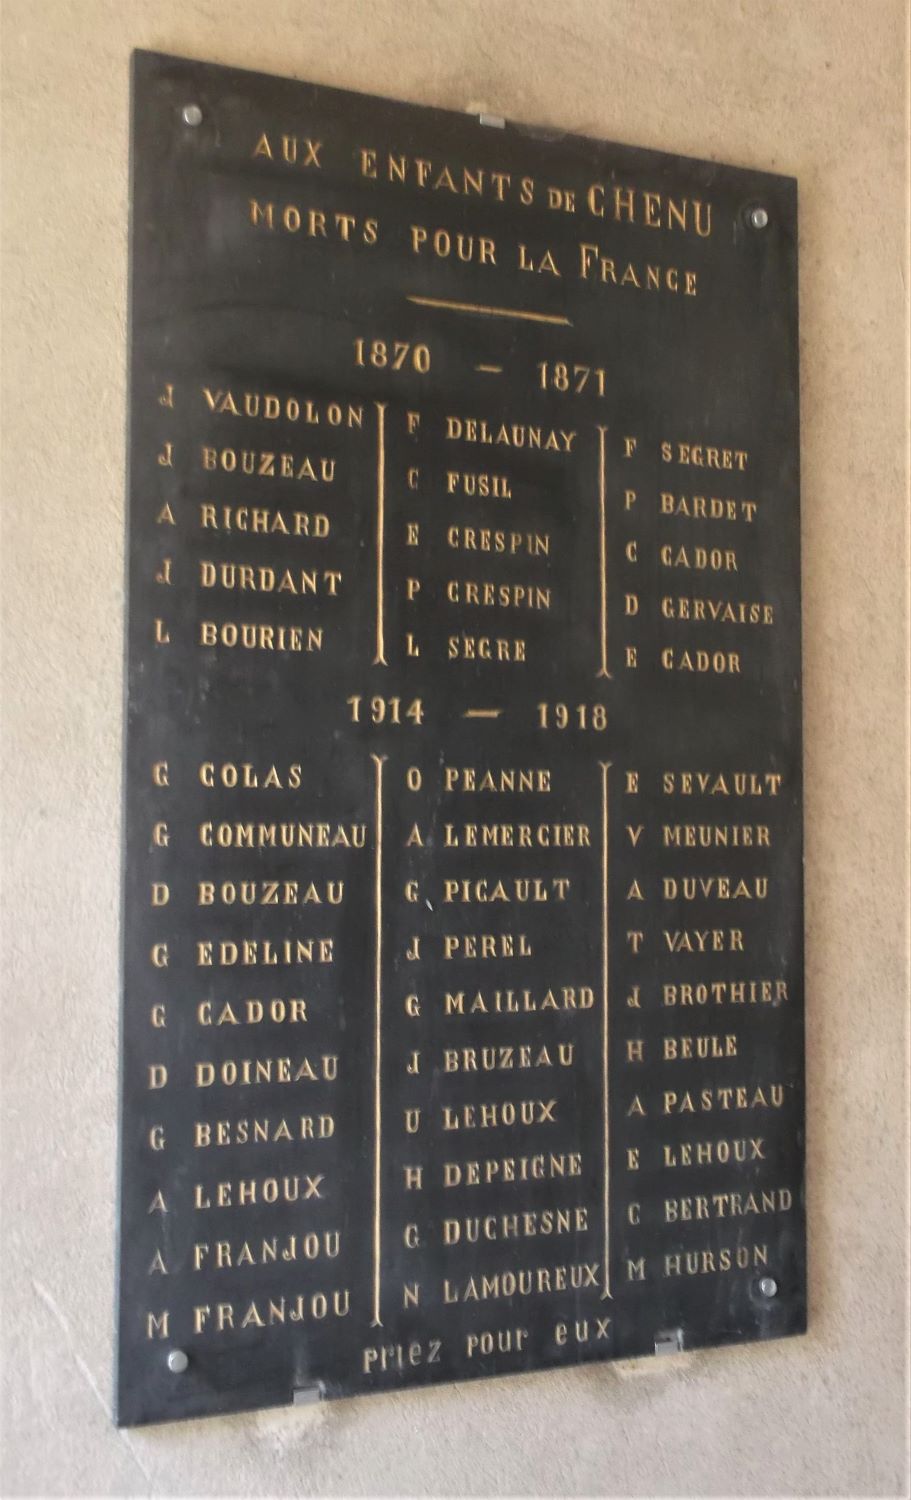 AUX ENFANTS DE CHENU
MORTS POUR LA FRANCE
1870 — 1871
J VAUDOLON F DELAUNAY F SEGRET
J BOUZEAU C FUSIL P BARDET
A RICHARD E CRESPIN C CADOR
J DURDANT P CRESPIN D GERVAISE
L BOURIEN L SEGRE E CADOR
1914 — 1918
G COLAS O PEANNE E SEVAULT
G COMMUNEAU A LEMERCIER V MEUNIER
D BOUZEAU G PICAULT A DUVEAU
G EDELINE J PEREL T VAYER
G CADOR G MAILLARD J BROTHIER
D DOINEAU J BRUZEAU H BEULE
G BESNARD U LEHOUX A PASTEAU
A LEHOUX H DEPEIGNE E LEHOUX
A FRANJOU G DUCHESNE C BERTRAND
M FRANJOU N LAMOUREUX M HURSON
priez pour eux